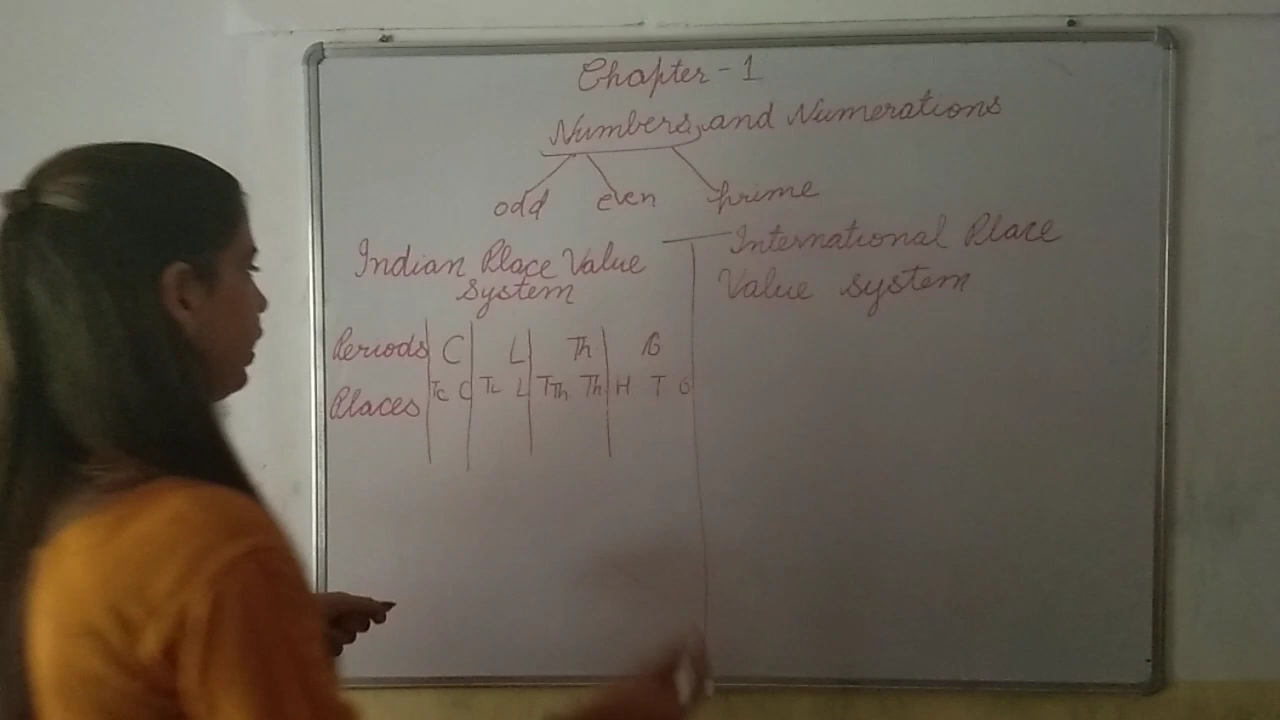 Chapter - 1
Numbers and Numerations
odd even prime
Indian Place Value
System
International Place
Value system
Periods C L Th
Places Tc C TL L TTh Th H T O